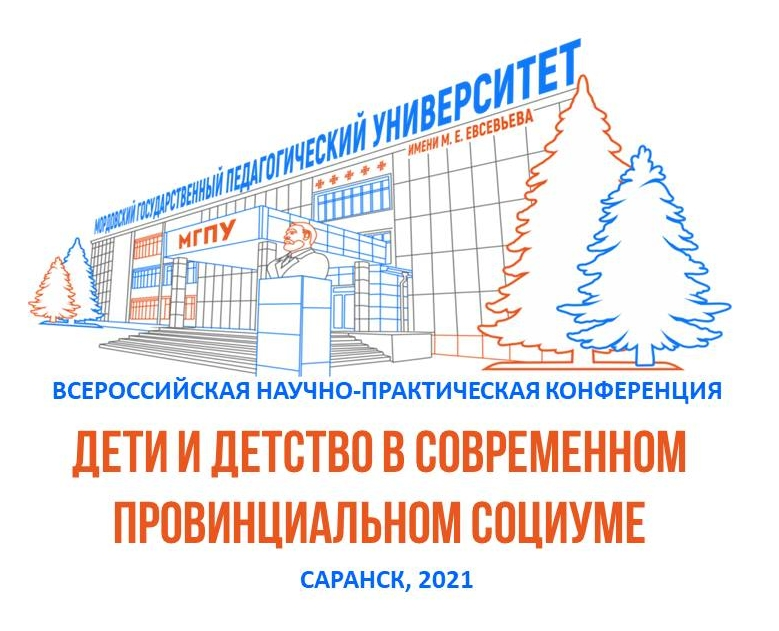 МОРДОВСКИЙ ГОСУДАРСТВЕННЫЙ ПЕДАГОГИЧЕСКИЙ УНИВЕРСИТЕТ
ИМЕНИ М. Е. ЕВСЕВЬЕВА
МГПУ
ВСЕРОССИЙСКАЯ НАУЧНО-ПРАКТИЧЕСКАЯ КОНФЕРЕНЦИЯ
ДЕТИ И ДЕТСТВО В СОВРЕМЕННОМ
ПРОВИНЦИАЛЬНОМ СОЦИУМЕ
САРАНСК, 2021